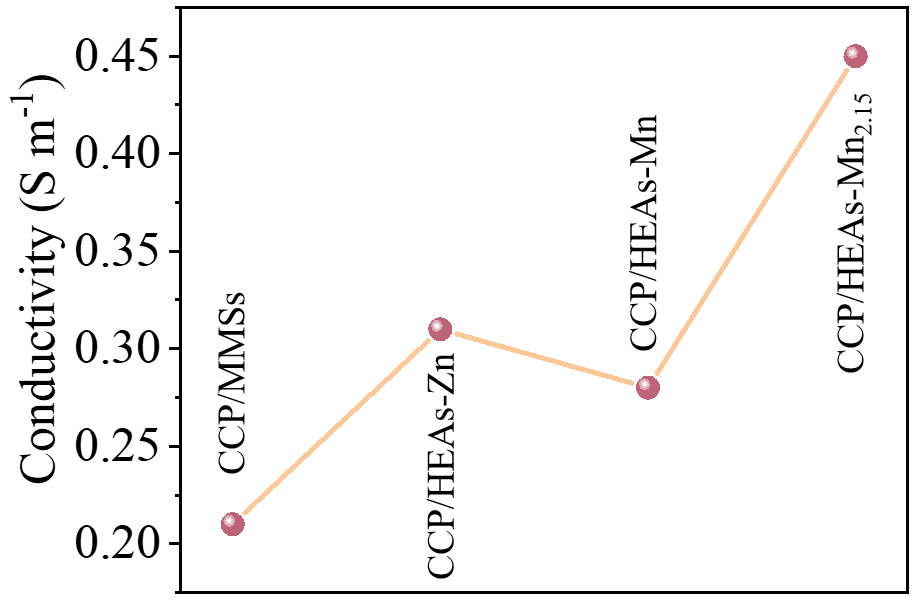 Conductivity (S m⁻¹)
0.45
0.40
0.35
0.30
0.25
0.20
CCP/MMSs
CCP/HEAs-Zn
CCP/HEAs-Mn
CCP/HEAs-Mn₂.₁₅